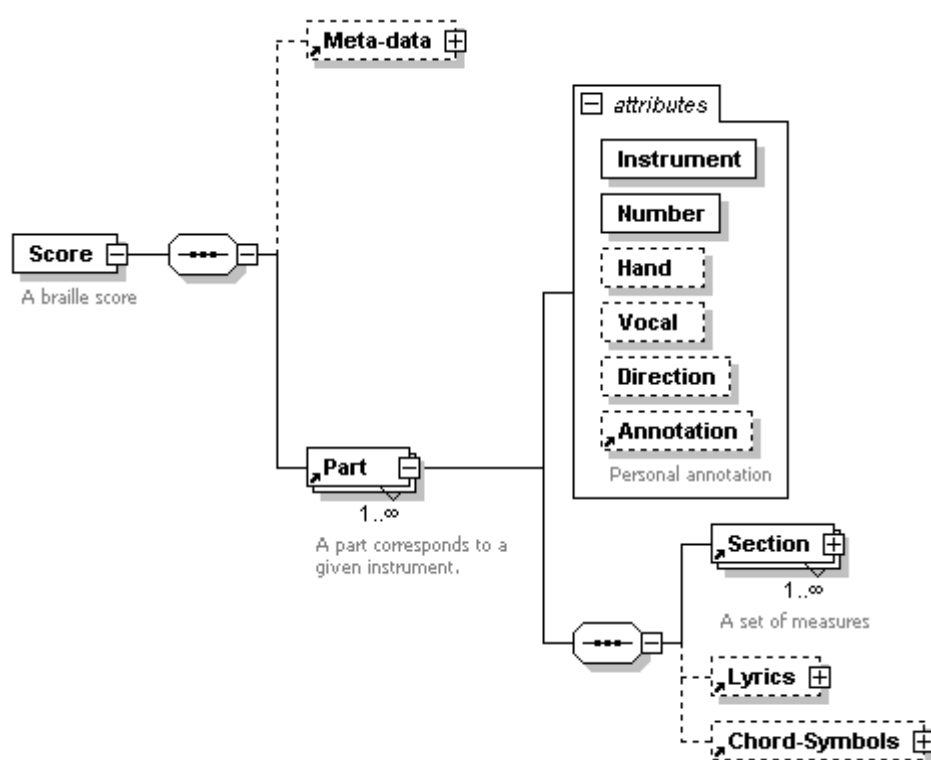 Meta-data
attributes
Instrument
Number
Score
Hand
A braille score
Vocal
Direction
Annotation
Part
Personal annotation
1..∞
A part corresponds to a
given instrument.
Section
1..∞
A set of measures
Lyrics
Chord-Symbols